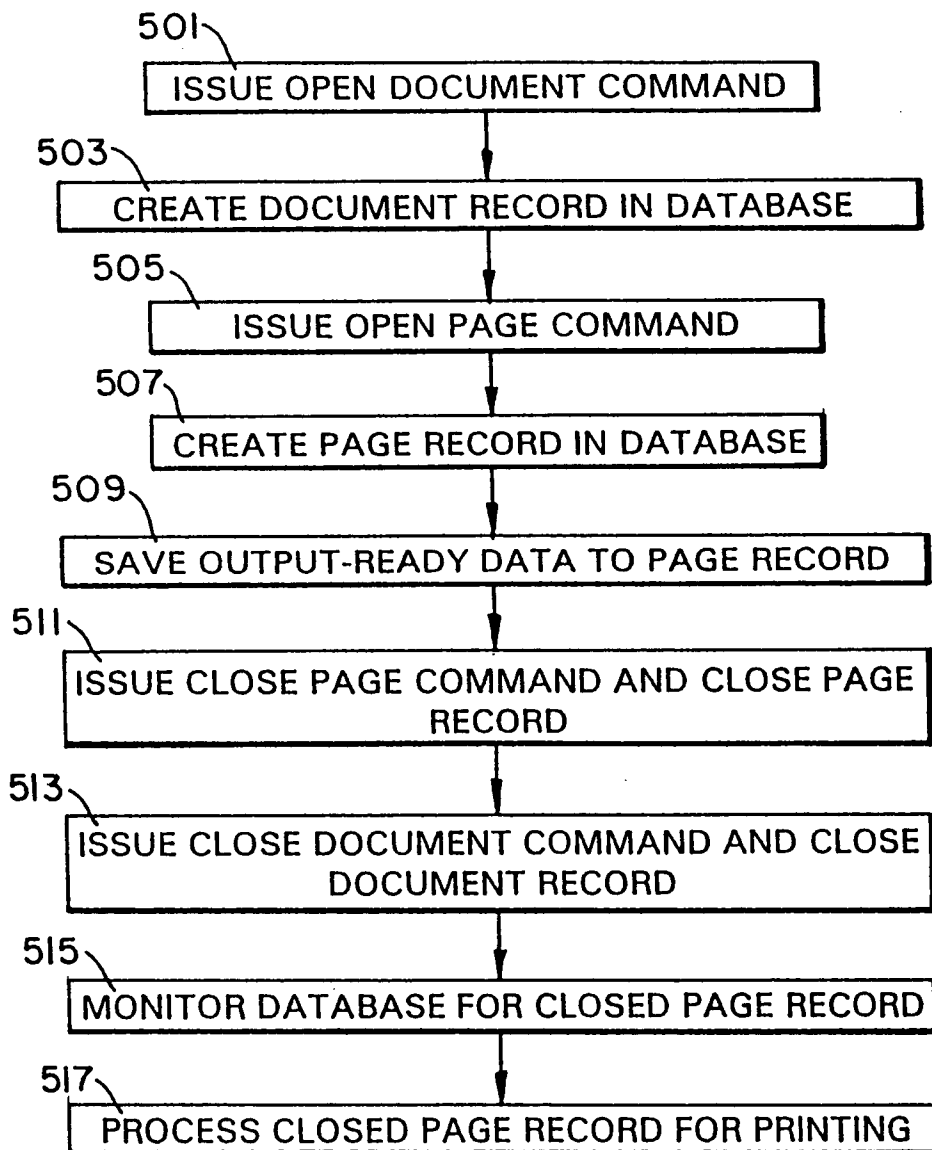 501
ISSUE OPEN DOCUMENT COMMAND
503
CREATE DOCUMENT RECORD IN DATABASE
505
ISSUE OPEN PAGE COMMAND
507
CREATE PAGE RECORD IN DATABASE
509
SAVE OUTPUT-READY DATA TO PAGE RECORD
511
ISSUE CLOSE PAGE COMMAND AND CLOSE PAGE
RECORD
513
ISSUE CLOSE DOCUMENT COMMAND AND CLOSE
DOCUMENT RECORD
515
MONITOR DATABASE FOR CLOSED PAGE RECORD
517
PROCESS CLOSED PAGE RECORD FOR PRINTING